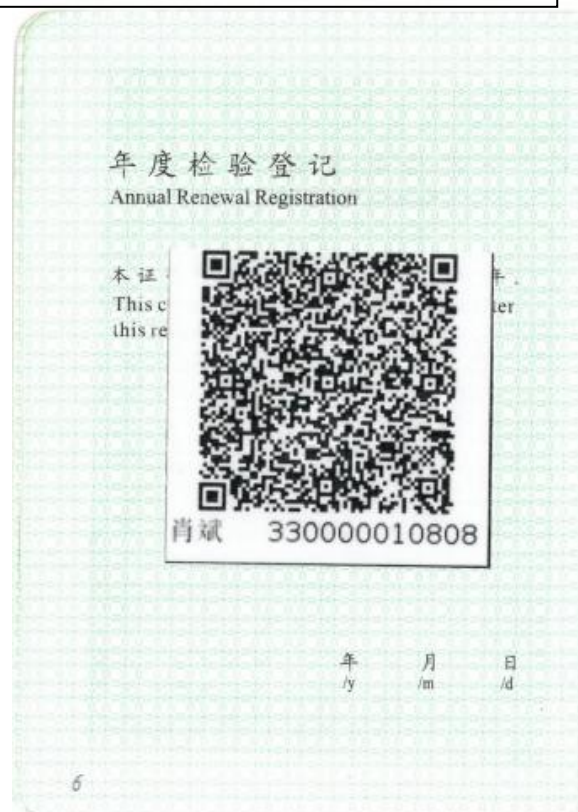 年度检验登记
Annual Renewal Registration
本证 年。
This c ter
this re
肖斌 330000010808
年 月 日
/y /m /d
6